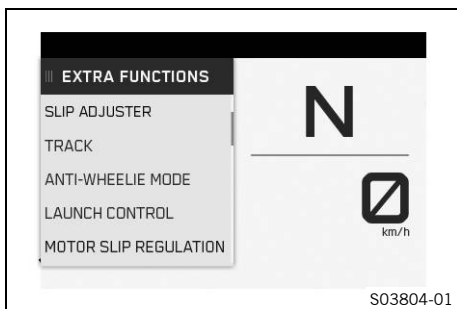 EXTRA FUNCTIONS
SLIP ADJUSTER
TRACK
ANTI-WHEELIE MODE
LAUNCH CONTROL
MOTOR SLIP REGULATION
N
0
km/h
S03804-01